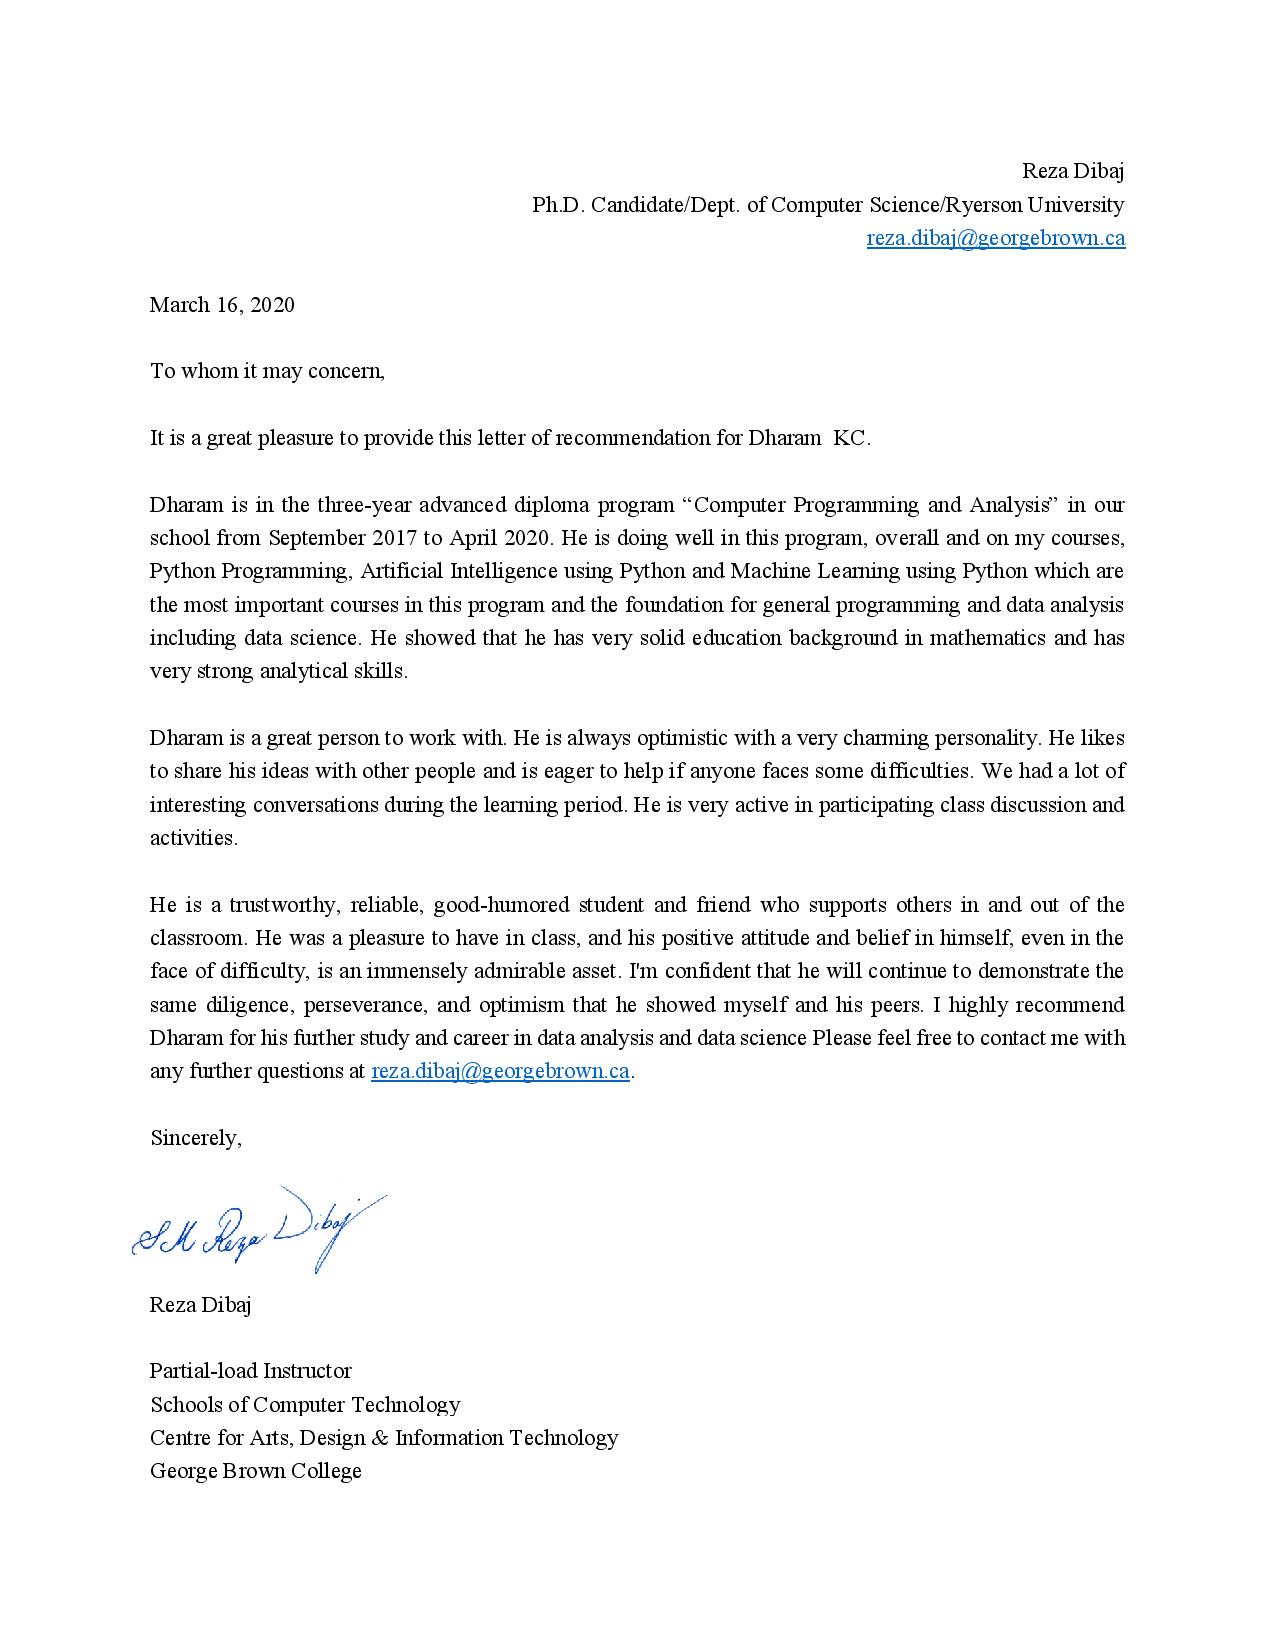 Reza Dibaj
Ph.D. Candidate/Dept. of Computer Science/Ryerson University
reza.dibaj@georgebrown.ca
March 16, 2020
To whom it may concern,
It is a great pleasure to provide this letter of recommendation for Dharam  KC.
Dharam is in the three-year advanced diploma program “Computer Programming and Analysis” in our
school from September 2017 to April 2020. He is doing well in this program, overall and on my courses,
Python Programming, Artificial Intelligence using Python and Machine Learning using Python which are
the most important courses in this program and the foundation for general programming and data analysis
including data science. He showed that he has very solid education background in mathematics and has
very strong analytical skills.
Dharam is a great person to work with. He is always optimistic with a very charming personality. He likes
to share his ideas with other people and is eager to help if anyone faces some difficulties. We had a lot of
interesting conversations during the learning period. He is very active in participating class discussion and
activities.
He is a trustworthy, reliable, good-humored student and friend who supports others in and out of the
classroom. He was a pleasure to have in class, and his positive attitude and belief in himself, even in the
face of difficulty, is an immensely admirable asset. I'm confident that he will continue to demonstrate the
same diligence, perseverance, and optimism that he showed myself and his peers. I highly recommend
Dharam for his further study and career in data analysis and data science Please feel free to contact me with
any further questions at reza.dibaj@georgebrown.ca.
Sincerely,
SM Reza Dibaj
Reza Dibaj
Partial-load Instructor
Schools of Computer Technology
Centre for Arts, Design & Information Technology
George Brown College